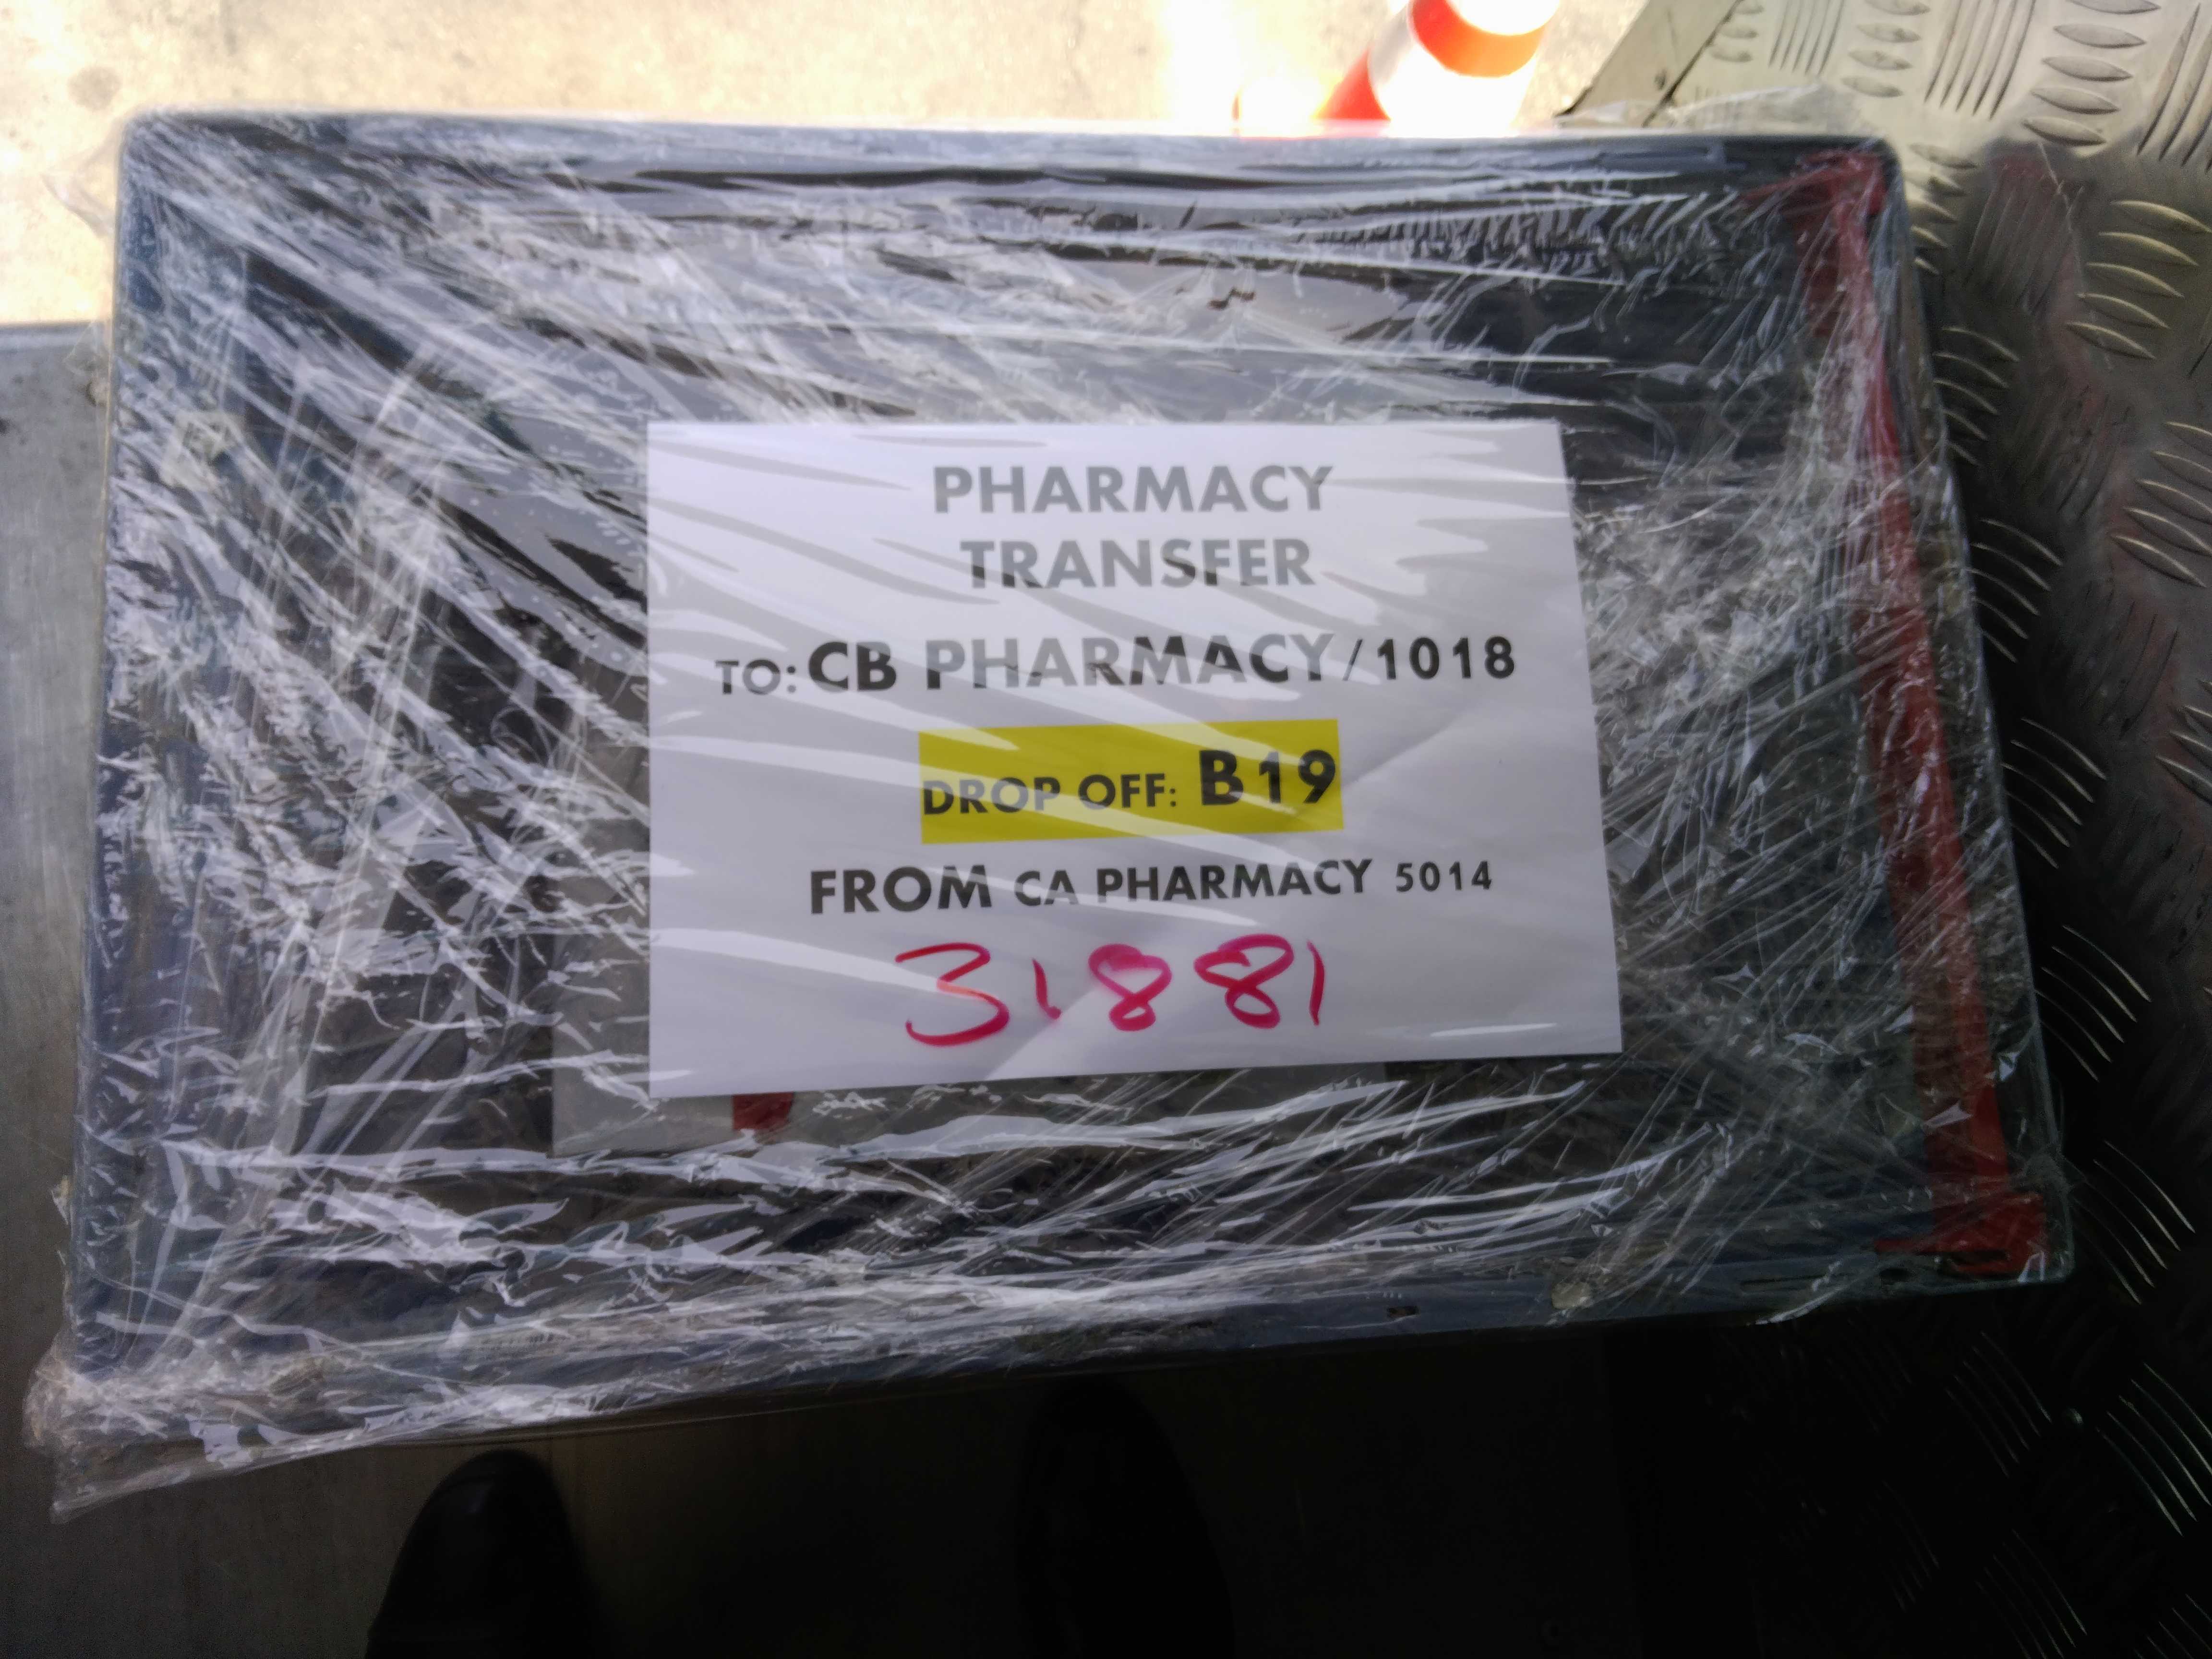 PHARMACY
TRANSFER
TO: CB PHARMACY/1018
DROP OFF: B19
FROM CA PHARMACY 5014
31881